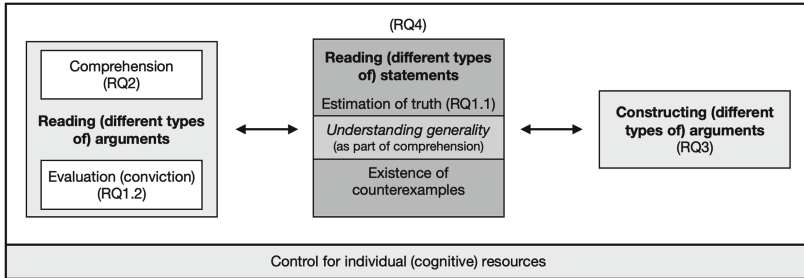 (RQ4)
Comprehension
(RQ2)
Reading (different types
of) arguments
Evaluation (conviction)
(RQ1.2)
Reading (different types
of) statements
Estimation of truth (RQ1.1)
Understanding generality
(as part of comprehension)
Existence of
counterexamples
Constructing (different
types of) arguments
(RQ3)
Control for individual (cognitive) resources